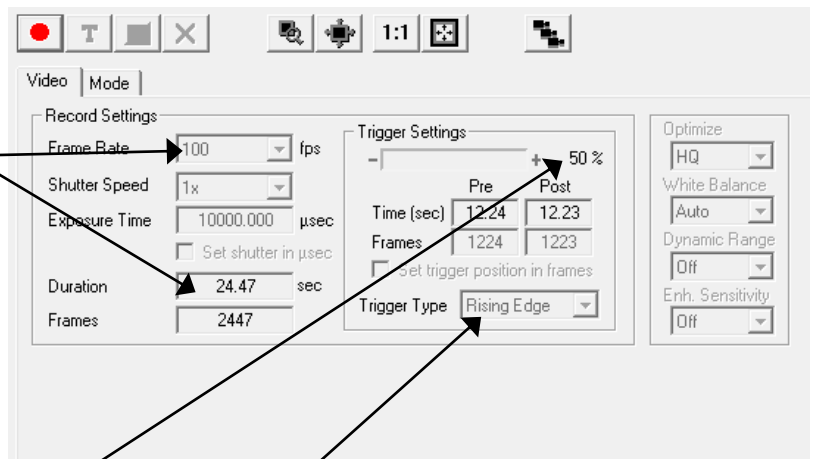 T 1:1
Video Mode
Record Settings
Frame Rate 100 fps
Shutter Speed 1x
Exposure Time 10000.000 µsec
Set shutter in µsec
Duration 24.47 sec
Frames 2447
Trigger Settings
- + 50 %
Pre Post
Time (sec) 12.24 12.23
Frames 1224 1223
Set trigger position in frames
Trigger Type Rising Edge
Optimize
HQ
White Balance
Auto
Dynamic Range
Off
Enh. Sensitivity
Off